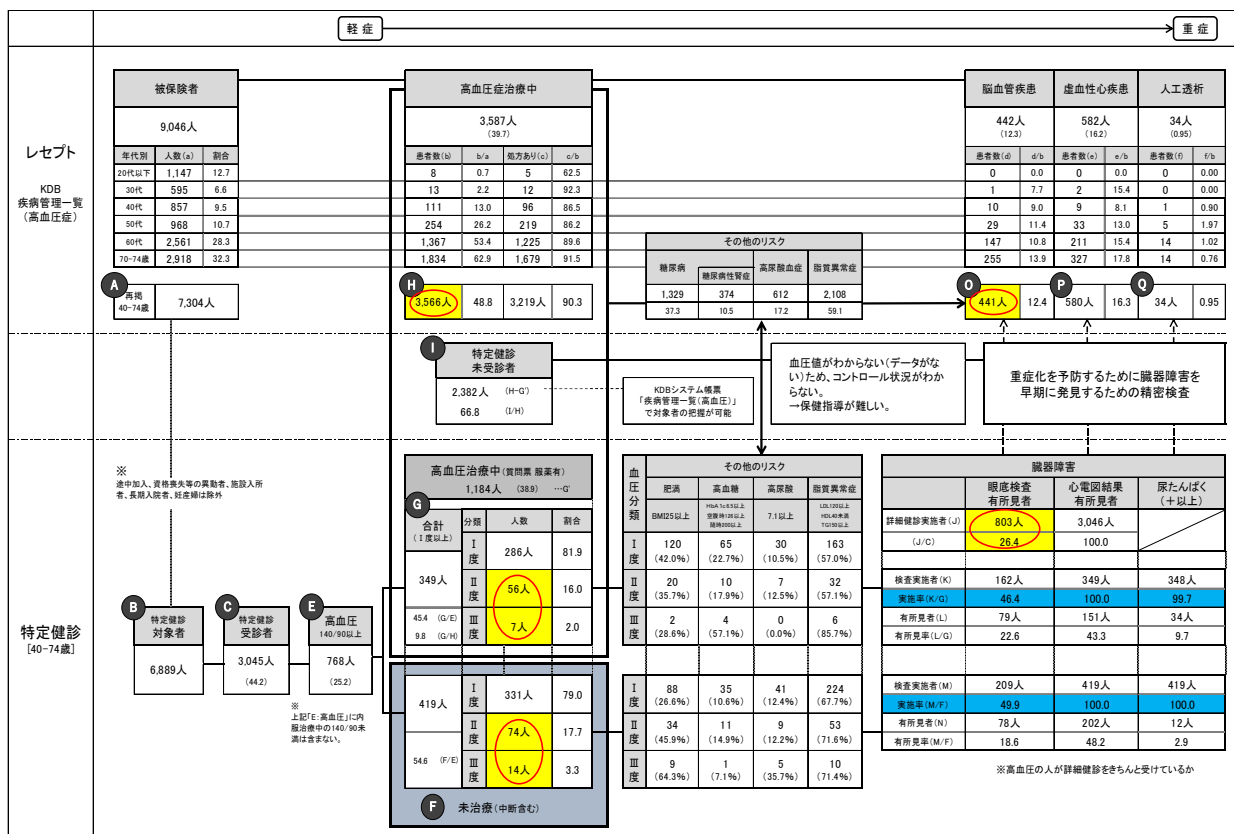 軽症
重症
レセプト
KDB
疾病管理一覧
（高血圧症）
被保険者
9,046人
年代別 人数(a) 割合
20代以下 1,147 12.7
30代 595 6.6
40代 857 9.5
50代 968 10.7
60代 2,561 28.3
70-74歳 2,918 32.3
A
再掲
40-74歳
7,304人
高血圧症治療中
3,587人
(39.7)
患者数(b) b/a 処方あり(c) c/b
8 0.7 5 62.5
13 2.2 12 92.3
111 13.0 96 86.5
254 26.2 219 86.2
1,367 53.4 1,225 89.6
1,834 62.9 1,679 91.5
H
3,566人 48.8 3,219人 90.3
その他のリスク
糖尿病 糖尿病性腎症 高尿酸血症 脂質異常症
1,329 374 612 2,108
37.3 10.5 17.2 59.1
脳血管疾患 虚血性心疾患 人工透析
442人 582人 34人
(12.3) (16.2) (0.95)
患者数(d) d/b 患者数(e) e/b 患者数(f) f/b
0 0.0 0 0.0 0 0.00
1 7.7 2 15.4 0 0.00
10 9.0 9 8.1 1 0.90
29 11.4 33 13.0 5 1.97
147 10.8 211 15.4 14 1.02
255 13.9 327 17.8 14 0.76
O P Q
441人 12.4 580人 16.3 34人 0.95
I
特定健診
未受診者
2,382人 (H-G')
66.8 (I/H)
KDBシステム帳票
「疾病管理一覧(高血圧)」
で対象者の把握が可能
血圧値がわからない（データがな
い）ため、コントロール状況がわか
らない。
→保健指導が難しい。
重症化を予防するために臓器障害を
早期に発見するための精密検査
特定健診
[40-74歳]
※
途中加入、資格喪失等の異動者、施設入所
者、長期入院者、妊産婦は除外
B
特定健診
対象者
6,889人
C
特定健診
受診者
3,045人
(44.2)
E
高血圧
140/90以上
768人
(25.2)
※
上記「E：高血圧」に内
服治療中の140/90未
満は含まない。
高血圧治療中(質問票 服薬有)
1,184人 (38.9) …G'
G
合計
(Ⅰ度以上)
分類 人数 割合
349人
45.4 (G/E)
9.8 (G/H)
Ⅰ度 286人 81.9
Ⅱ度 56人 16.0
Ⅲ度 7人 2.0
419人
54.6 (F/E)
Ⅰ度 331人 79.0
Ⅱ度 74人 17.7
Ⅲ度 14人 3.3
F 未治療(中断含む)
血圧分類
その他のリスク
肥満 高血糖 高尿酸 脂質異常症
BMI25以上
HbA1c6.5以上
空腹時126以上
随時200以上
7.1以上
LDL120以上
HDL40未満
TG150以上
Ⅰ度 120 65 30 163
(42.0%) (22.7%) (10.5%) (57.0%)
Ⅱ度 20 10 7 32
(35.7%) (17.9%) (12.5%) (57.1%)
Ⅲ度 2 4 0 6
(28.6%) (57.1%) (0.0%) (85.7%)
Ⅰ度 88 35 41 224
(26.6%) (10.6%) (12.4%) (67.7%)
Ⅱ度 34 11 9 53
(45.9%) (14.9%) (12.2%) (71.6%)
Ⅲ度 9 1 5 10
(64.3%) (7.1%) (35.7%) (71.4%)
臓器障害
眼底検査
有所見者
心電図結果
有所見者
尿たんぱく
（＋以上）
詳細健診実施者(J) 803人 3,046人
(J/C) 26.4 100.0
検査実施者(K) 162人 349人 348人
実施率(K/G) 46.4 100.0 99.7
有所見者(L) 79人 151人 34人
有所見率(L/G) 22.6 43.3 9.7
検査実施者(M) 209人 419人 419人
実施率(M/F) 49.9 100.0 100.0
有所見者(N) 78人 202人 12人
有所見率(M/F) 18.6 48.2 2.9
※高血圧の人が詳細健診をきちんと受けているか